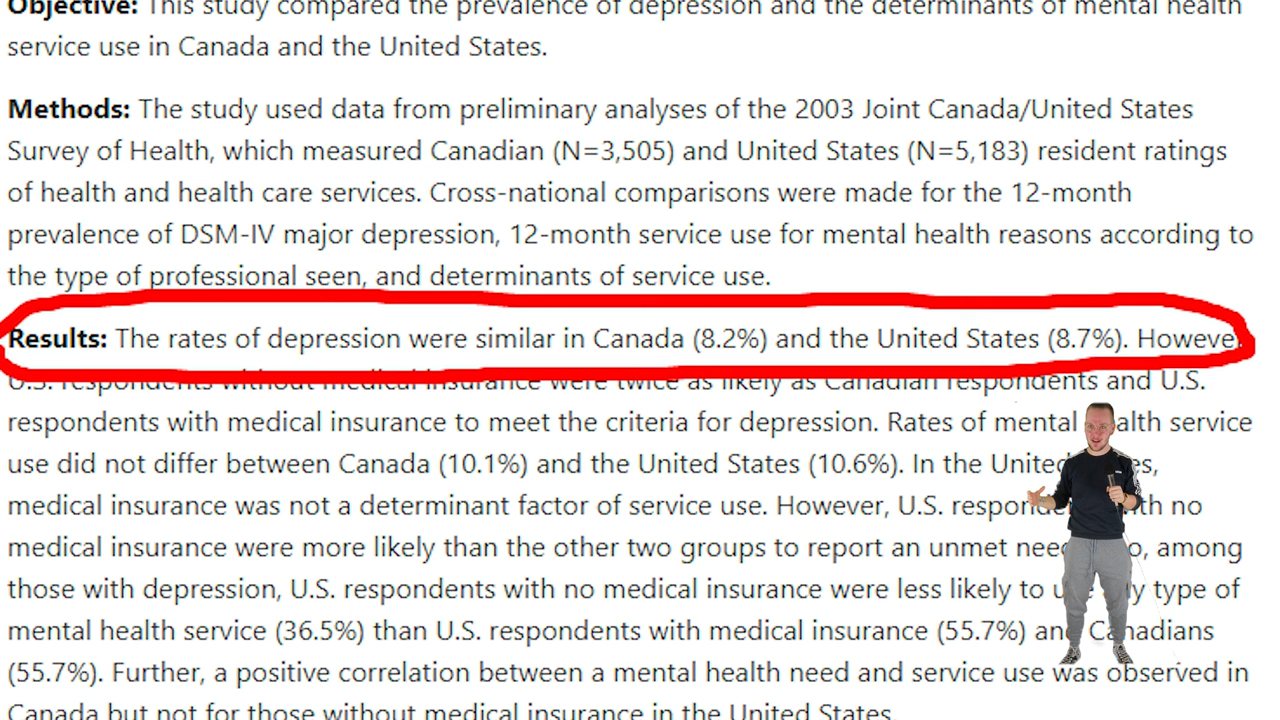 Objective: This study compared the prevalence of depression and the determinants of mental health
service use in Canada and the United States.
Methods: The study used data from preliminary analyses of the 2003 Joint Canada/United States
Survey of Health, which measured Canadian (N=3,505) and United States (N=5,183) resident ratings
of health and health care services. Cross-national comparisons were made for the 12-month
prevalence of DSM-IV major depression, 12-month service use for mental health reasons according to
the type of professional seen, and determinants of service use.
Results: The rates of depression were similar in Canada (8.2%) and the United States (8.7%). However
U.S. respondents without medical insurance were twice as likely as Canadian respondents and U.S.
respondents with medical insurance to meet the criteria for depression. Rates of mental service
use did not differ between Canada (10.1%) and the United States (10.6%). In the
medical insurance was not a determinant factor of service use. However, U.S. no
medical insurance were more likely than the other two groups to report an unmet among
those with depression, U.S. respondents with no medical insurance were less likely to type of
mental health service (36.5%) than U.S. respondents with medical insurance (55.7%) and Canadians
(55.7%). Further, a positive correlation between a mental health need and service use was observed in
Canada but not for those without medical insurance in the United States.